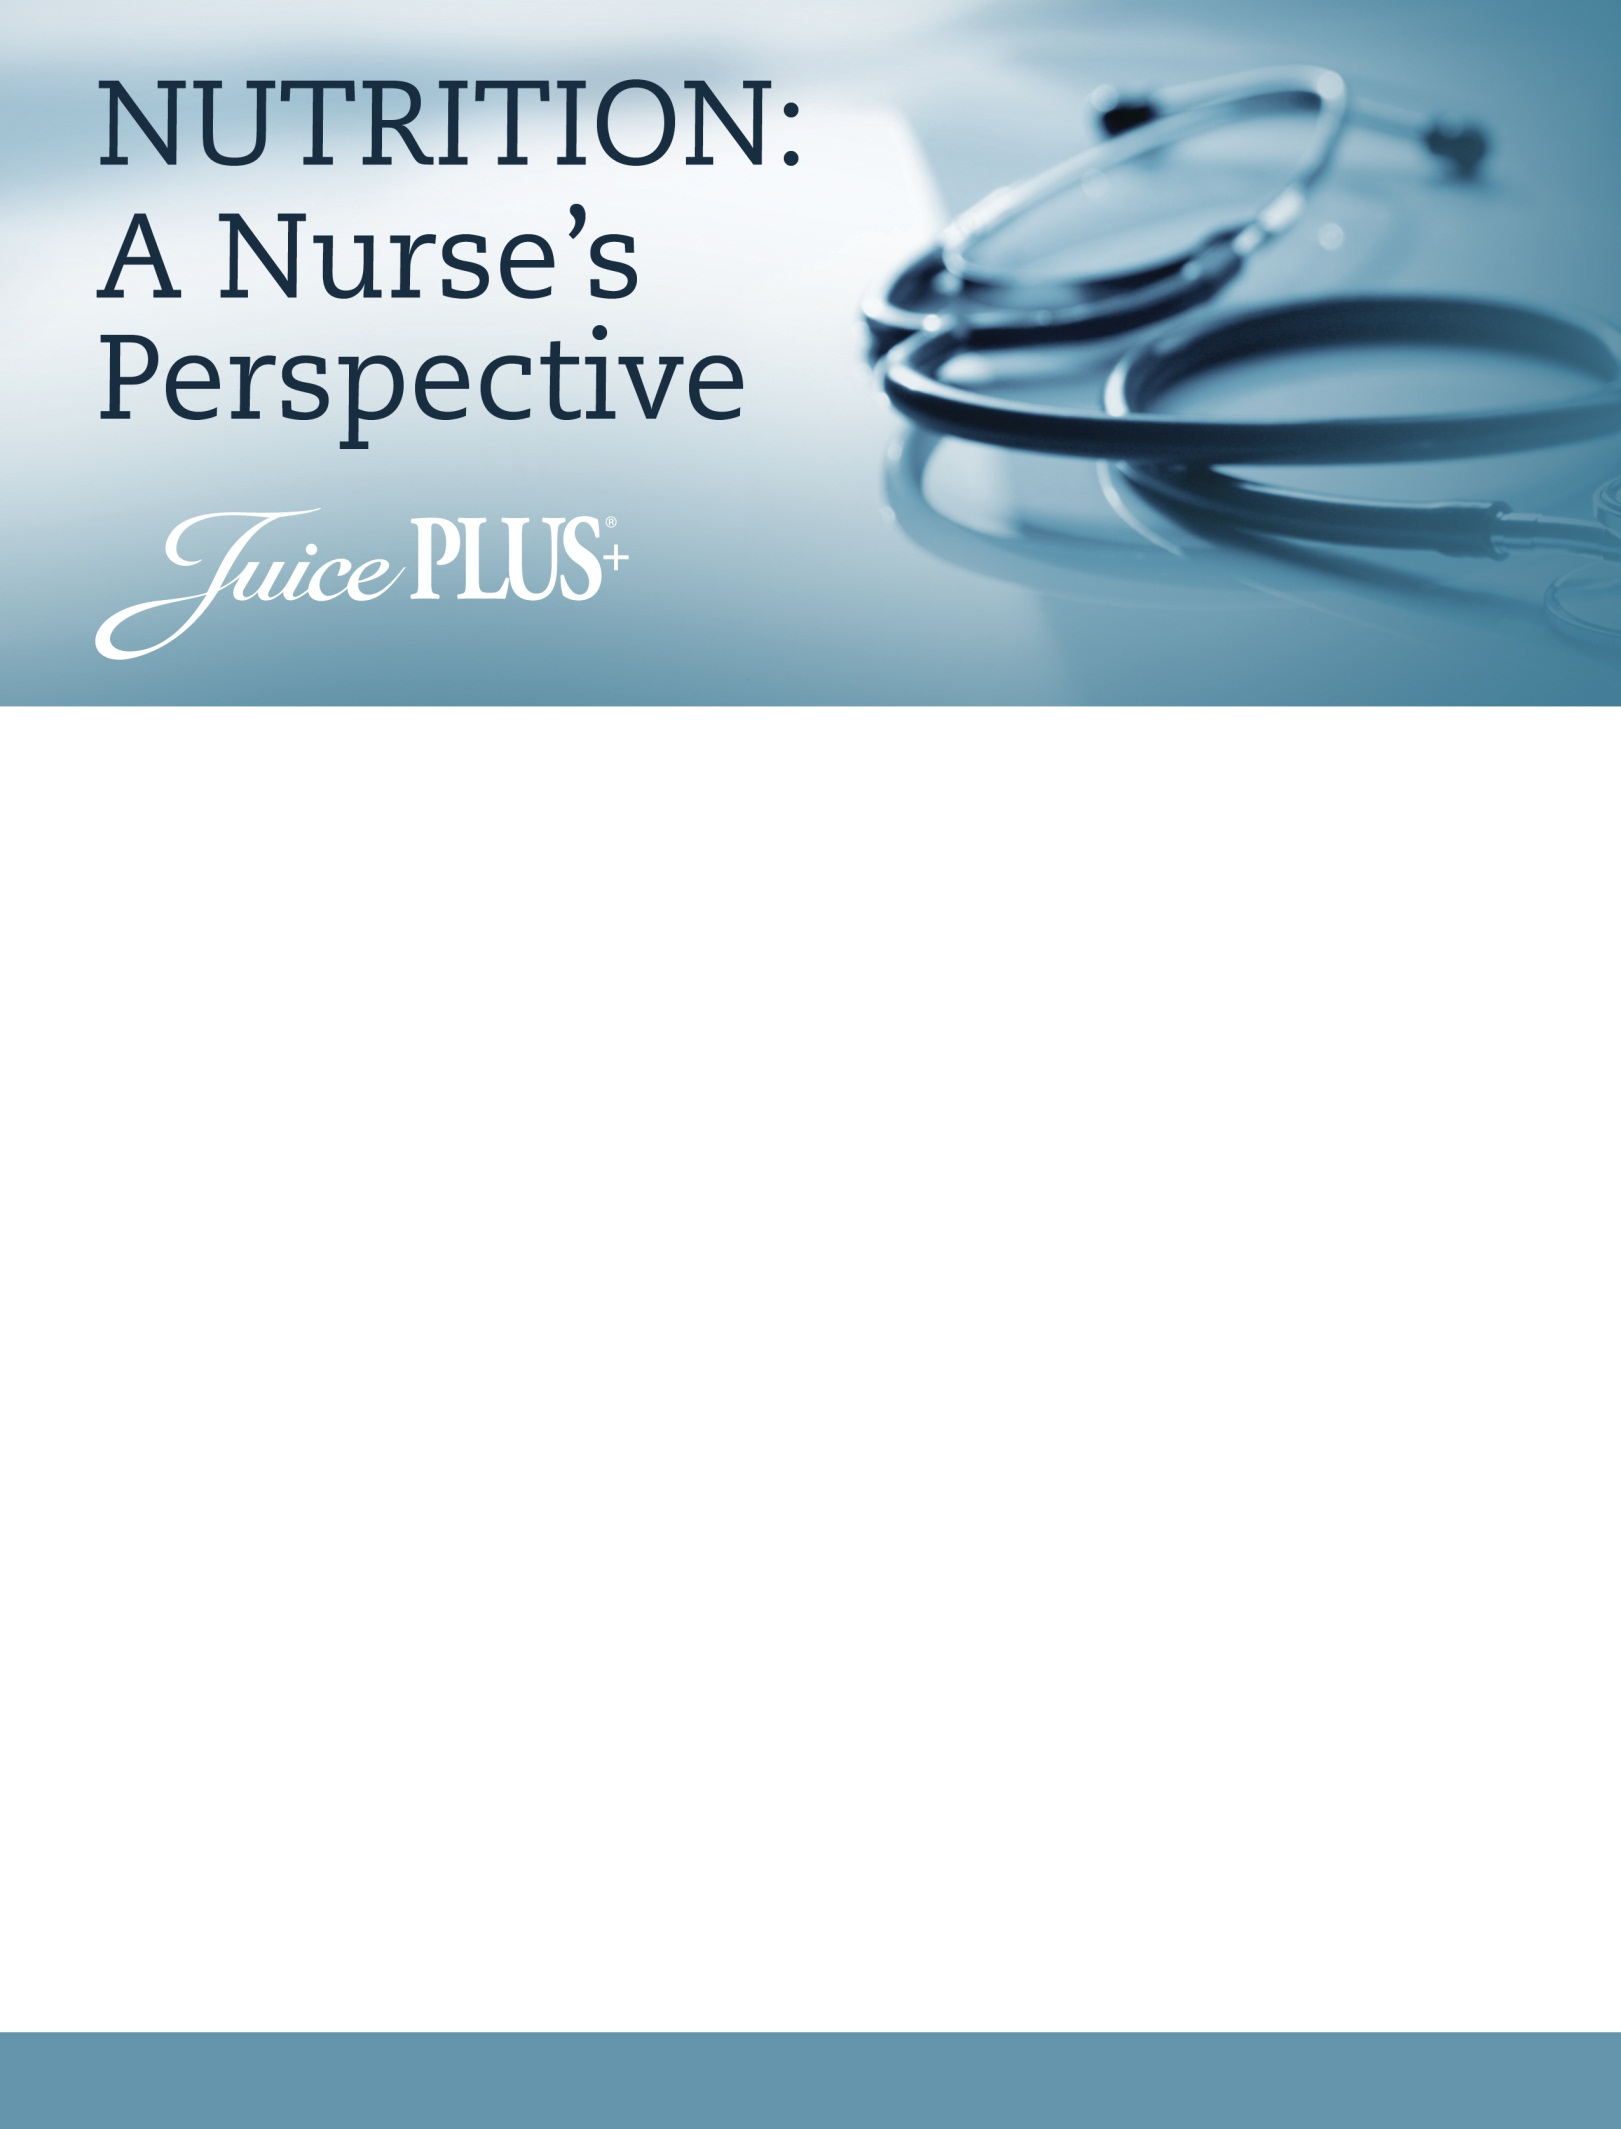 NUTRITION:
A Nurse’s
Perspective
Juice PLUS+®